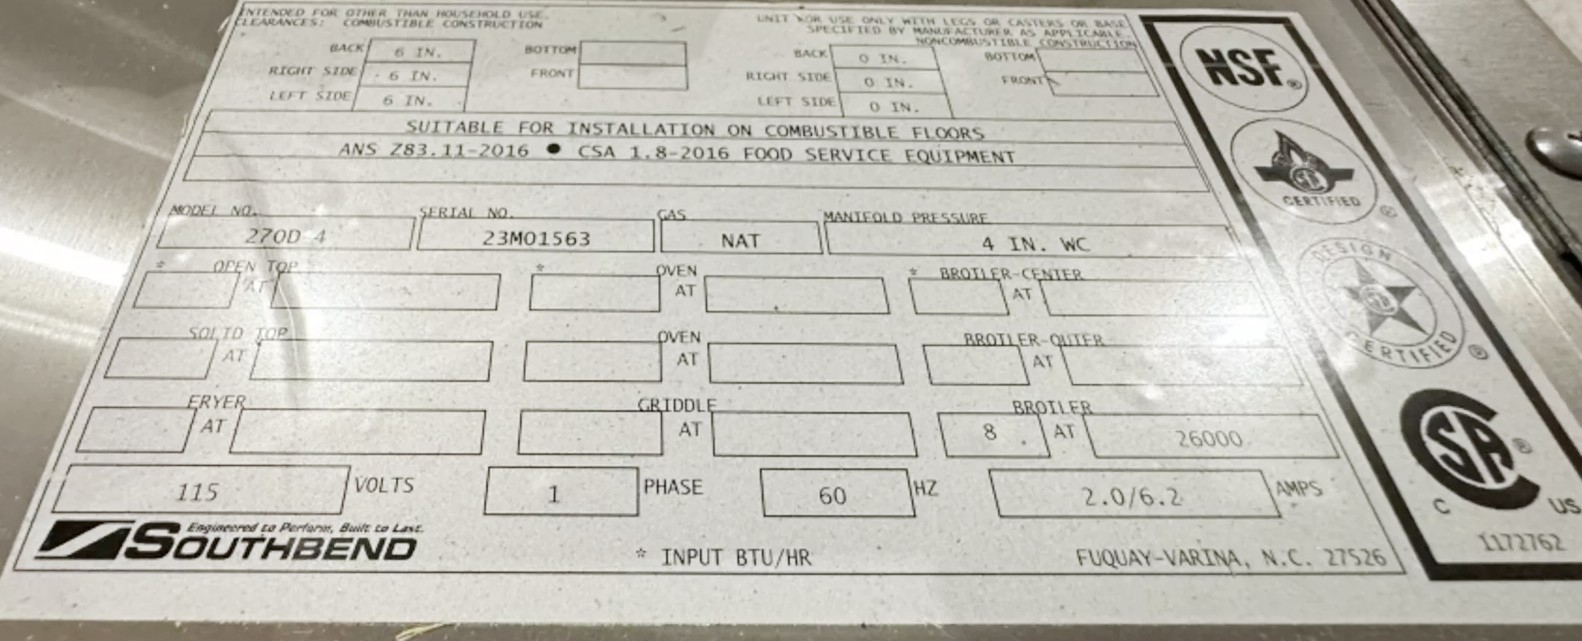 INTENDED FOR OTHER THAN HOUSEHOLD USE.
CLEARANCES: COMBUSTIBLE CONSTRUCTION
BACK 6 IN. BOTTOM
RIGHT SIDE 6 IN. FRONT
LEFT SIDE 6 IN.
UNIT FOR USE ONLY WITH LEGS OR CASTERS OR BASE
SPECIFIED BY MANUFACTURER AS APPLICABLE.
NONCOMBUSTIBLE CONSTRUCTION
BACK 0 IN. BOTTOM
RIGHT SIDE 0 IN. FRONT
LEFT SIDE 0 IN.
SUITABLE FOR INSTALLATION ON COMBUSTIBLE FLOORS
ANS Z83.11-2016 ● CSA 1.8-2016 FOOD SERVICE EQUIPMENT
MODEL NO. SERIAL NO. GAS MANIFOLD PRESSURE
270D 4 23M01563 NAT 4 IN. WC
* OPEN TOP * OVEN * BROILER-CENTER
AT AT AT
SOLID TOP OVEN BROILER-OUTER
AT AT AT
FRYER GRIDDLE BROILER
AT AT 8 AT 26000
115 VOLTS 1 PHASE 60 HZ 2.0/6.2 AMPS
Engineered to Perform, Built to Last.
SOUTHBEND
* INPUT BTU/HR
FUQUAY-VARINA, N.C. 27526
NSF®
CERTIFIED ®
DESIGN
CERTIFIED ®
CSA ®
C US
1172762